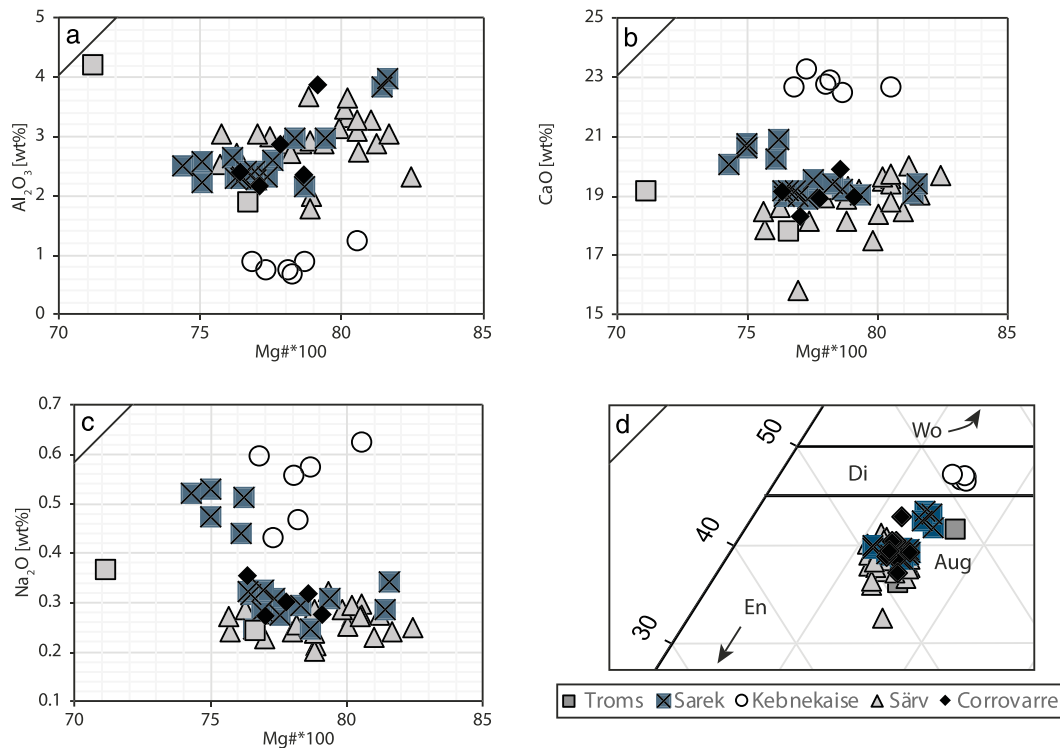 a
5
4
3
2
1
0
Al₂O₃ [wt%]
70 75 80 85
Mg#*100
b
25
23
21
19
17
15
CaO [wt%]
70 75 80 85
Mg#*100
c
0.7
0.6
0.5
0.4
0.3
0.2
0.1
Na₂O [wt%]
70 75 80 85
Mg#*100
d
50
40
30
Wo
Di
Aug
En
Troms Sarek Kebnekaise Särv Corrovarre